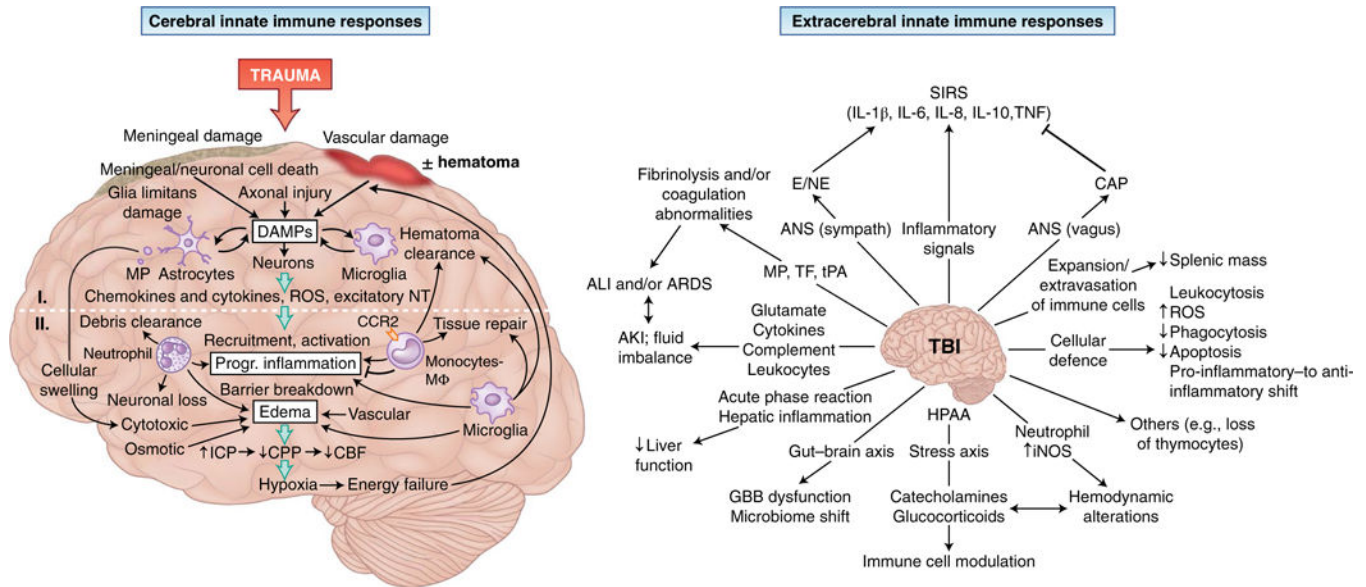 Cerebral innate immune responses
TRAUMA
Meningeal damage
Vascular damage
± hematoma
Meningeal/neuronal cell death
Glia limitans
damage
Axonal injury
DAMPs
Hematoma
clearance
MP Astrocytes
Neurons
Microglia
I.
Chemokines and cytokines, ROS, excitatory NT
II.
Debris clearance
CCR2
Tissue repair
Recruitment, activation
Neutrophil
Progr. inflammation
Monocytes-
MΦ
Cellular
swelling
Barrier breakdown
Neuronal loss
Edema
Vascular
Microglia
Cytotoxic
Osmotic
↑ICP → ↓CPP → ↓CBF
Hypoxia → Energy failure
Extracerebral innate immune responses
SIRS
(IL-1β, IL-6, IL-8, IL-10,TNF)
Fibrinolysis and/or
coagulation
abnormalities
E/NE
CAP
ANS (sympath)
Inflammatory
signals
ANS (vagus)
MP, TF, tPA
Expansion/
extravasation
of immune cells
↓Splenic mass
ALI and/or ARDS
Glutamate
Cytokines
Complement
Leukocytes
AKI; fluid
imbalance
TBI
Cellular
defence
Leukocytosis
↑ROS
↓Phagocytosis
↓Apoptosis
Pro-inflammatory–to anti-
inflammatory shift
Acute phase reaction
Hepatic inflammation
↓Liver
function
Gut–brain axis
HPAA
Stress axis
Neutrophil
↑iNOS
Others (e.g., loss
of thymocytes)
GBB dysfunction
Microbiome shift
Catecholamines
Glucocorticoids
Hemodynamic
alterations
Immune cell modulation